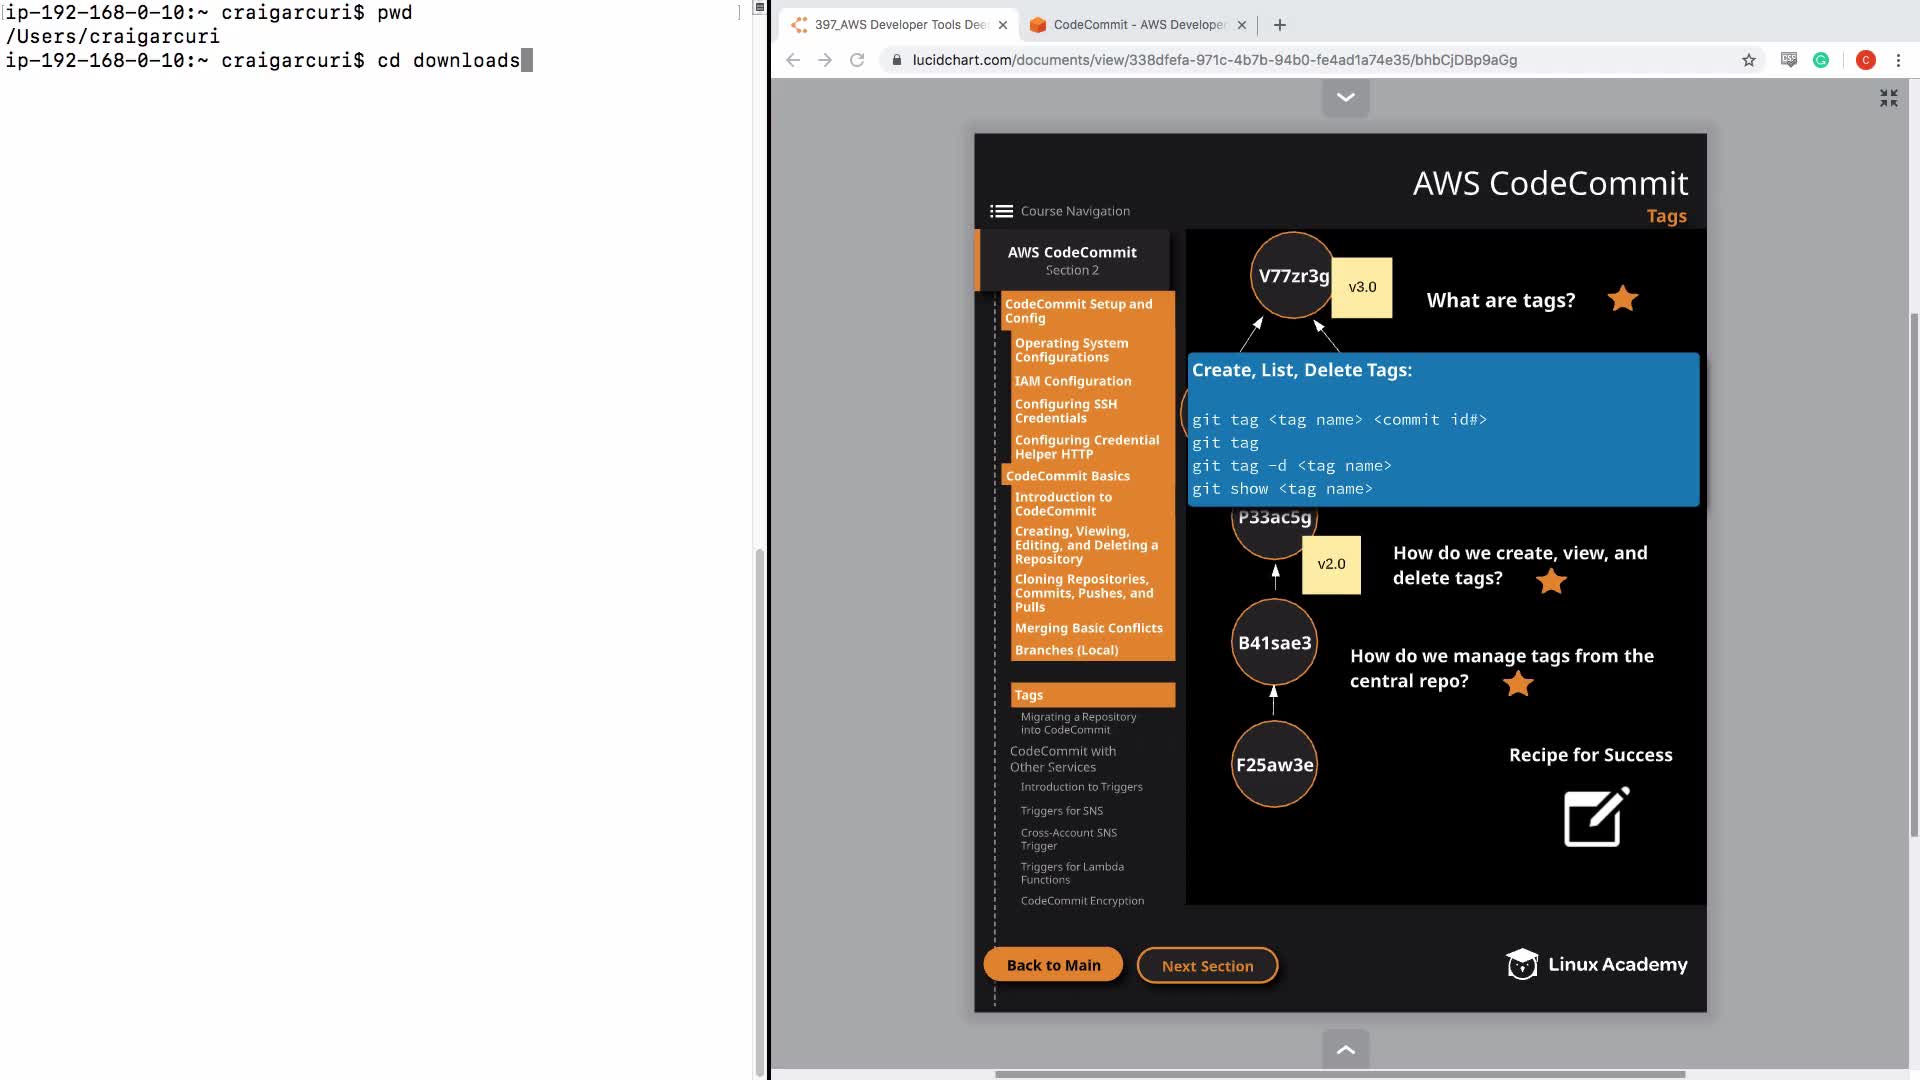 ip-192-168-0-10:~ craigarcuri$ pwd
/Users/craigarcuri
ip-192-168-0-10:~ craigarcuri$ cd downloads
397_AWS Developer Tools Dee
CodeCommit - AWS Developer
lucidchart.com/documents/view/338dfefa-971c-4b7b-94b0-fe4ad1a74e35/bhbCjDBp9aGg
C
AWS CodeCommit
Tags
Course Navigation
AWS CodeCommit
Section 2
CodeCommit Setup and
Config
Operating System
Configurations
IAM Configuration
Configuring SSH
Credentials
Configuring Credential
Helper HTTP
CodeCommit Basics
Introduction to
CodeCommit
Creating, Viewing,
Editing, and Deleting a
Repository
Cloning Repositories,
Commits, Pushes, and
Pulls
Merging Basic Conflicts
Branches (Local)
Tags
Migrating a Repository
into CodeCommit
CodeCommit with
Other Services
Introduction to Triggers
Triggers for SNS
Cross-Account SNS
Trigger
Triggers for Lambda
Functions
CodeCommit Encryption
V77zr3g
v3.0
What are tags?
Create, List, Delete Tags:
git tag <tag name> <commit id#>
git tag
git tag -d <tag name>
git show <tag name>
P33ac5g
v2.0
How do we create, view, and
delete tags?
B41sae3
How do we manage tags from the
central repo?
F25aw3e
Recipe for Success
Back to Main
Next Section
Linux Academy